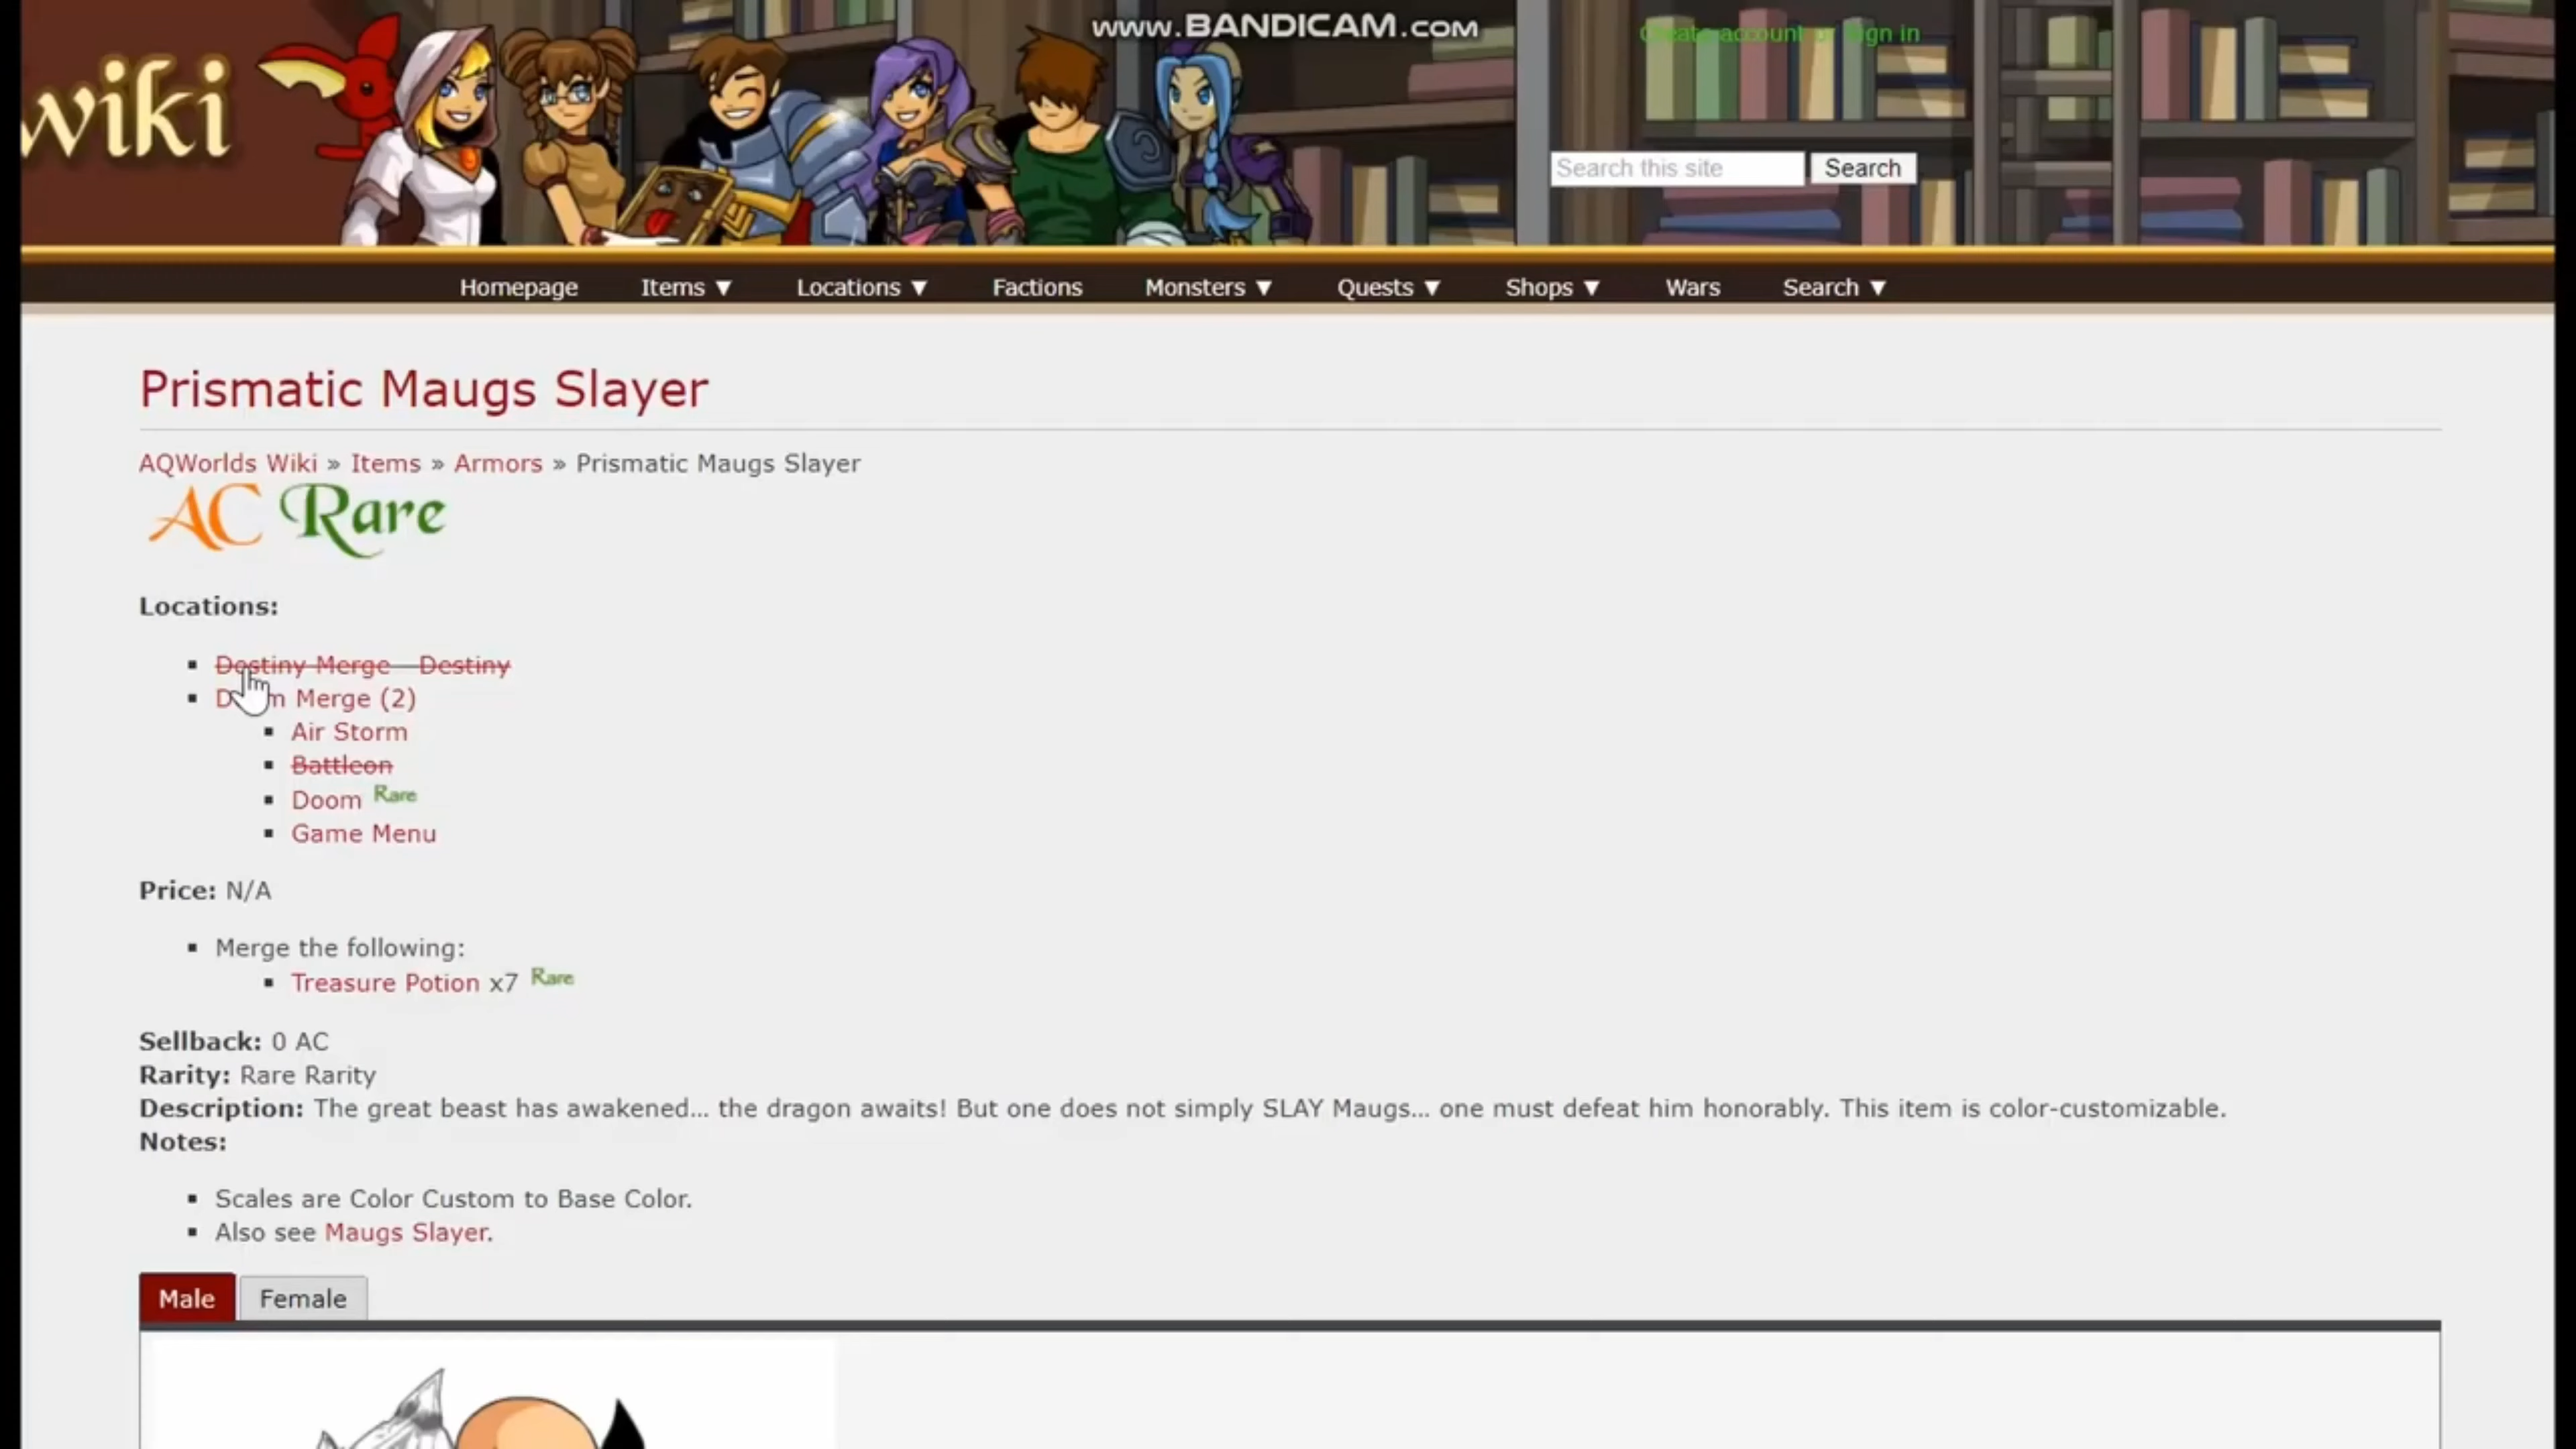 www.BANDICAM.com
wiki
Create account or Sign in
Search this site Search
Homepage Items ▼ Locations ▼ Factions Monsters ▼ Quests ▼ Shops ▼ Wars Search ▼
Prismatic Maugs Slayer
AQWorlds Wiki » Items » Armors » Prismatic Maugs Slayer
AC Rare
Locations:
Destiny Merge - Destiny
Merge (2)
Air Storm
Battleon
Doom Rare
Game Menu
Price: N/A
Merge the following:
Treasure Potion x7 Rare
Sellback: 0 AC
Rarity: Rare Rarity
Description: The great beast has awakened... the dragon awaits! But one does not simply SLAY Maugs... one must defeat him honorably. This item is color-customizable.
Notes:
Scales are Color Custom to Base Color.
Also see Maugs Slayer.
Male Female